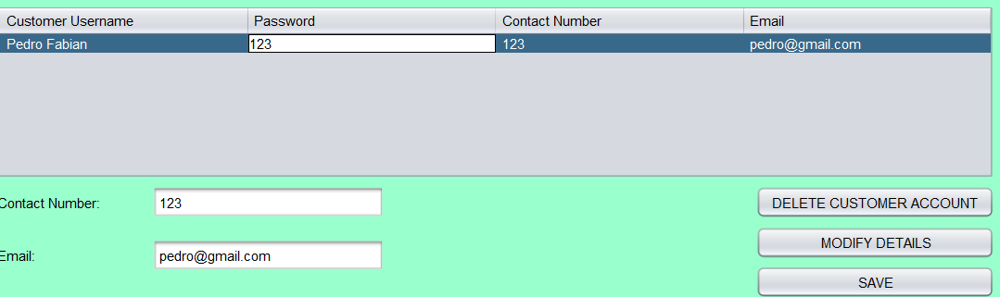 Customer Username Password Contact Number Email
Pedro Fabian 123 123 pedro@gmail.com
Contact Number: 123 DELETE CUSTOMER ACCOUNT
MODIFY DETAILS
Email: pedro@gmail.com
SAVE